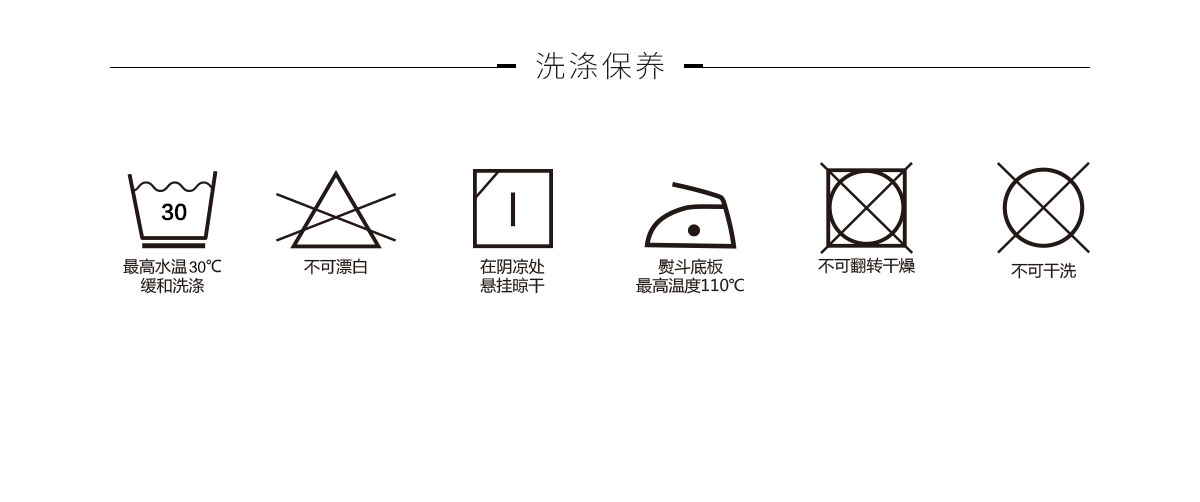 洗涤保养
30
最高水温30℃
缓和洗涤
不可漂白
在阴凉处
悬挂晾干
熨斗底板
最高温度110℃
不可翻转干燥
不可干洗